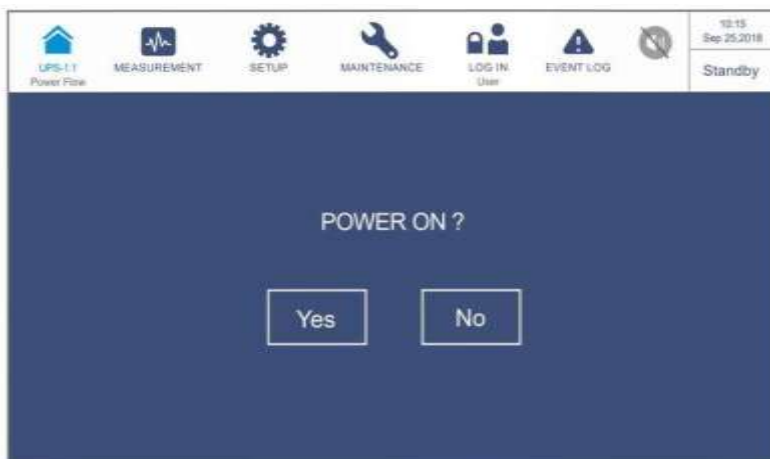 UPS-1.1
Power Flow
MEASUREMENT
SETUP
MAINTENANCE
LOG IN
User
EVENT LOG
10:15
Sep 25,2018
Standby
POWER ON ?
Yes
No